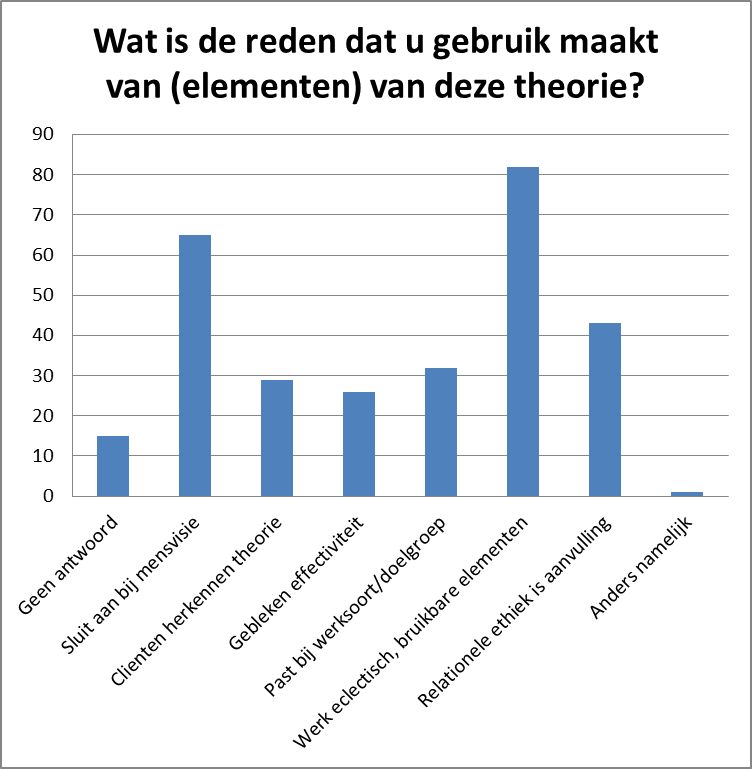 Wat is de reden dat u gebruik maakt
van (elementen) van deze theorie?
90
80
70
60
50
40
30
20
10
0
Geen antwoord
Sluit aan bij mensvisie
Clienten herkennen theorie
Gebleken effectiviteit
Past bij werksoort/doelgroep
Werk eclectisch, bruikbare elementen
Relationele ethiek is aanvulling
Anders namelijk